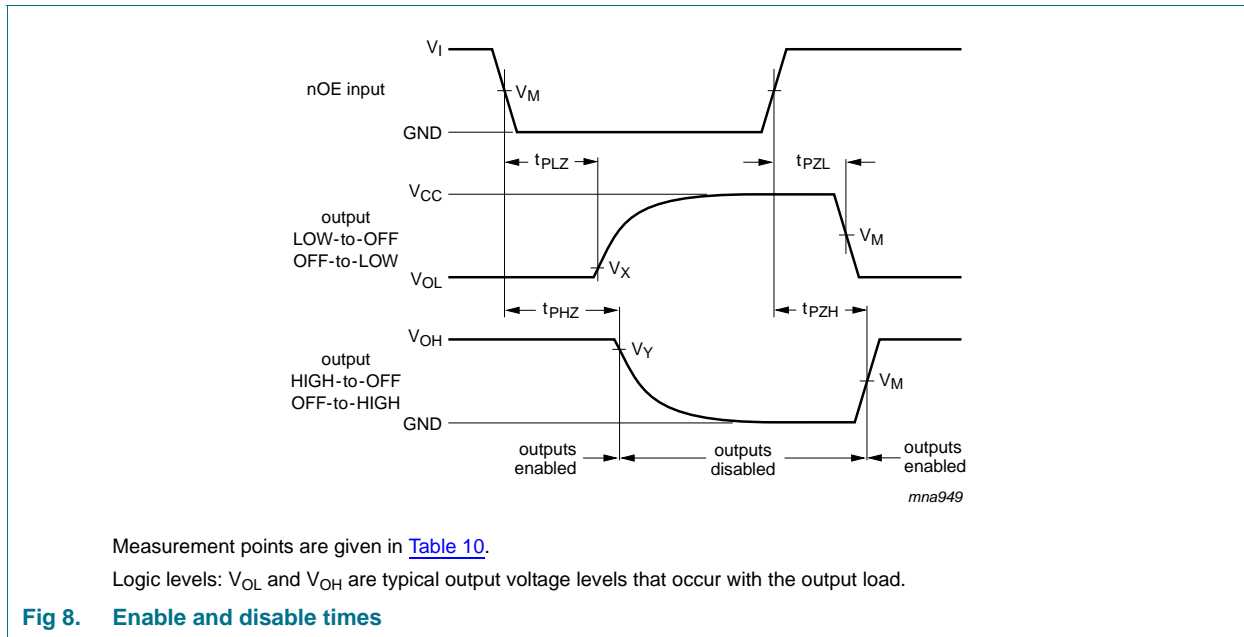 V_I
nOE input
V_M
GND
t_PLZ
t_PZL
V_CC
output
LOW-to-OFF
OFF-to-LOW
V_M
V_X
V_OL
t_PHZ
t_PZH
V_OH
V_Y
output
HIGH-to-OFF
OFF-to-HIGH
V_M
GND
outputs
enabled
outputs
disabled
outputs
enabled
mna949
Measurement points are given in Table 10.
Logic levels: V_OL and V_OH are typical output voltage levels that occur with the output load.
Fig 8. Enable and disable times